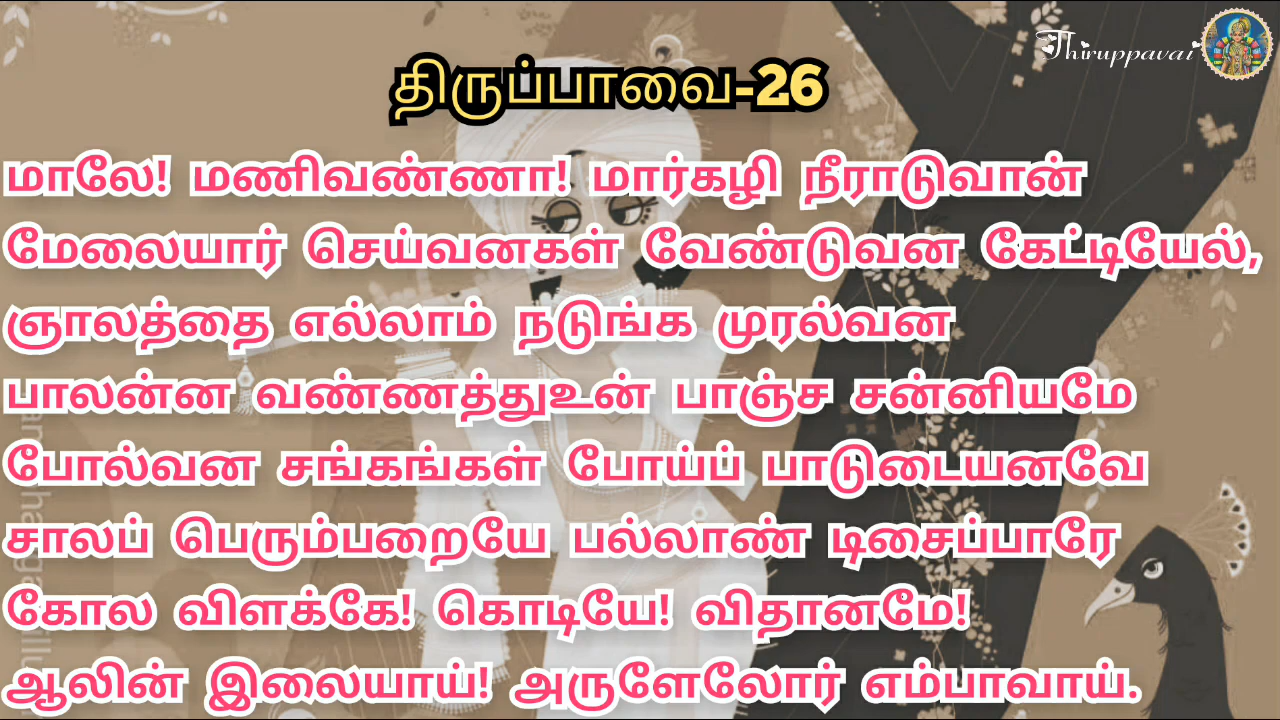 Thiruppavai
திருப்பாவை-26
மாலே! மணிவண்ணா! மார்கழி நீராடுவான்
மேலையார் செய்வனகள் வேண்டுவன கேட்டியேல்,
ஞாலத்தை எல்லாம் நடுங்க முரல்வன
பாலன்ன வண்ணத்துஉன் பாஞ்ச சன்னியமே
போல்வன சங்கங்கள் போய்ப் பாடுடையனவே
சாலப் பெரும்பறையே பல்லாண் டிசைப்பாரே
கோல விளக்கே! கொடியே! விதானமே!
ஆலின் இலையாய்! அருளேலோர் எம்பாவாய்.